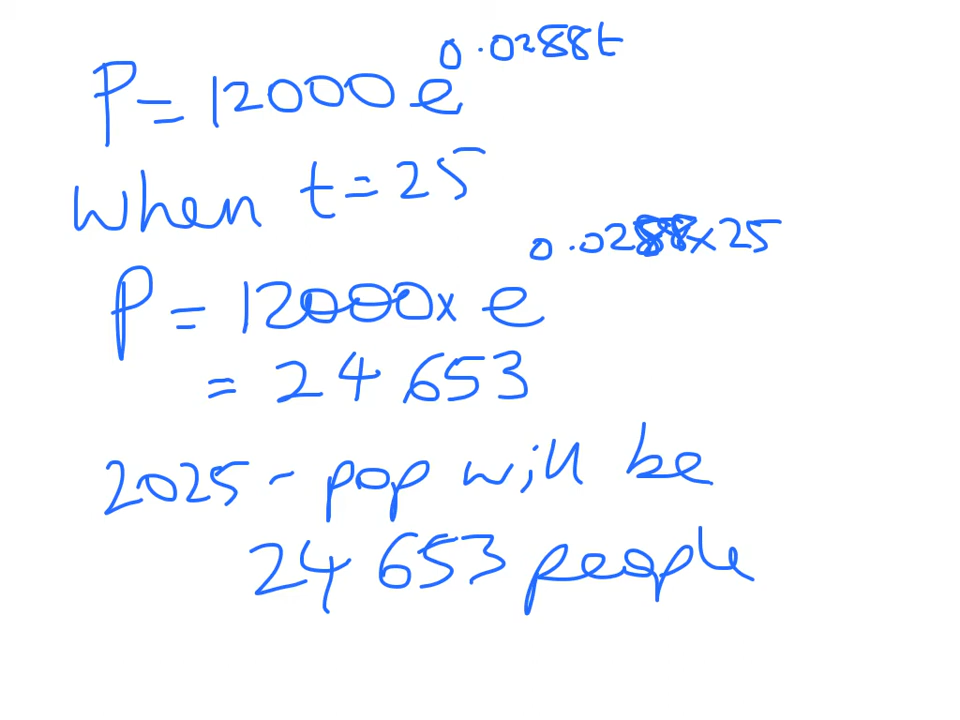 P = 12000 e^0.0288t
When t = 25
P = 12000 x e^0.0288x25
= 24 653
2025 - pop will be
24 653 people